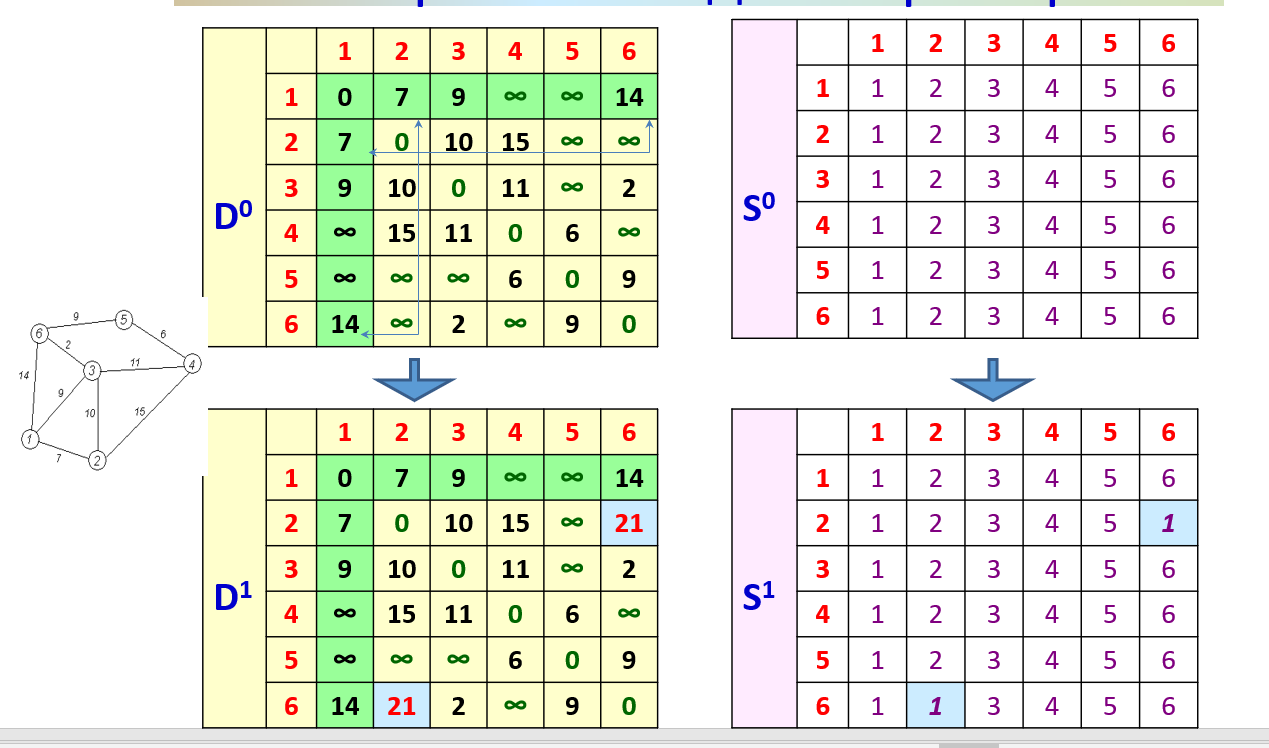 1 2 3 4 5 6
1 0 7 9 ∞ ∞ 14
2 7 0 10 15 ∞ ∞
3 9 10 0 11 ∞ 2
D⁰
4 ∞ 15 11 0 6 ∞
5 ∞ ∞ ∞ 6 0 9
6 14 ∞ 2 ∞ 9 0
1 2 3 4 5 6
1 1 2 3 4 5 6
2 1 2 3 4 5 6
3 1 2 3 4 5 6
S⁰
4 1 2 3 4 5 6
5 1 2 3 4 5 6
6 1 2 3 4 5 6
9
5
6
6
2
11
3
4
14
9
10
15
1
7
2
1 2 3 4 5 6
1 0 7 9 ∞ ∞ 14
2 7 0 10 15 ∞ 21
3 9 10 0 11 ∞ 2
D¹
4 ∞ 15 11 0 6 ∞
5 ∞ ∞ ∞ 6 0 9
6 14 21 2 ∞ 9 0
1 2 3 4 5 6
1 1 2 3 4 5 6
2 1 2 3 4 5 1
3 1 2 3 4 5 6
S¹
4 1 2 3 4 5 6
5 1 2 3 4 5 6
6 1 1 3 4 5 6